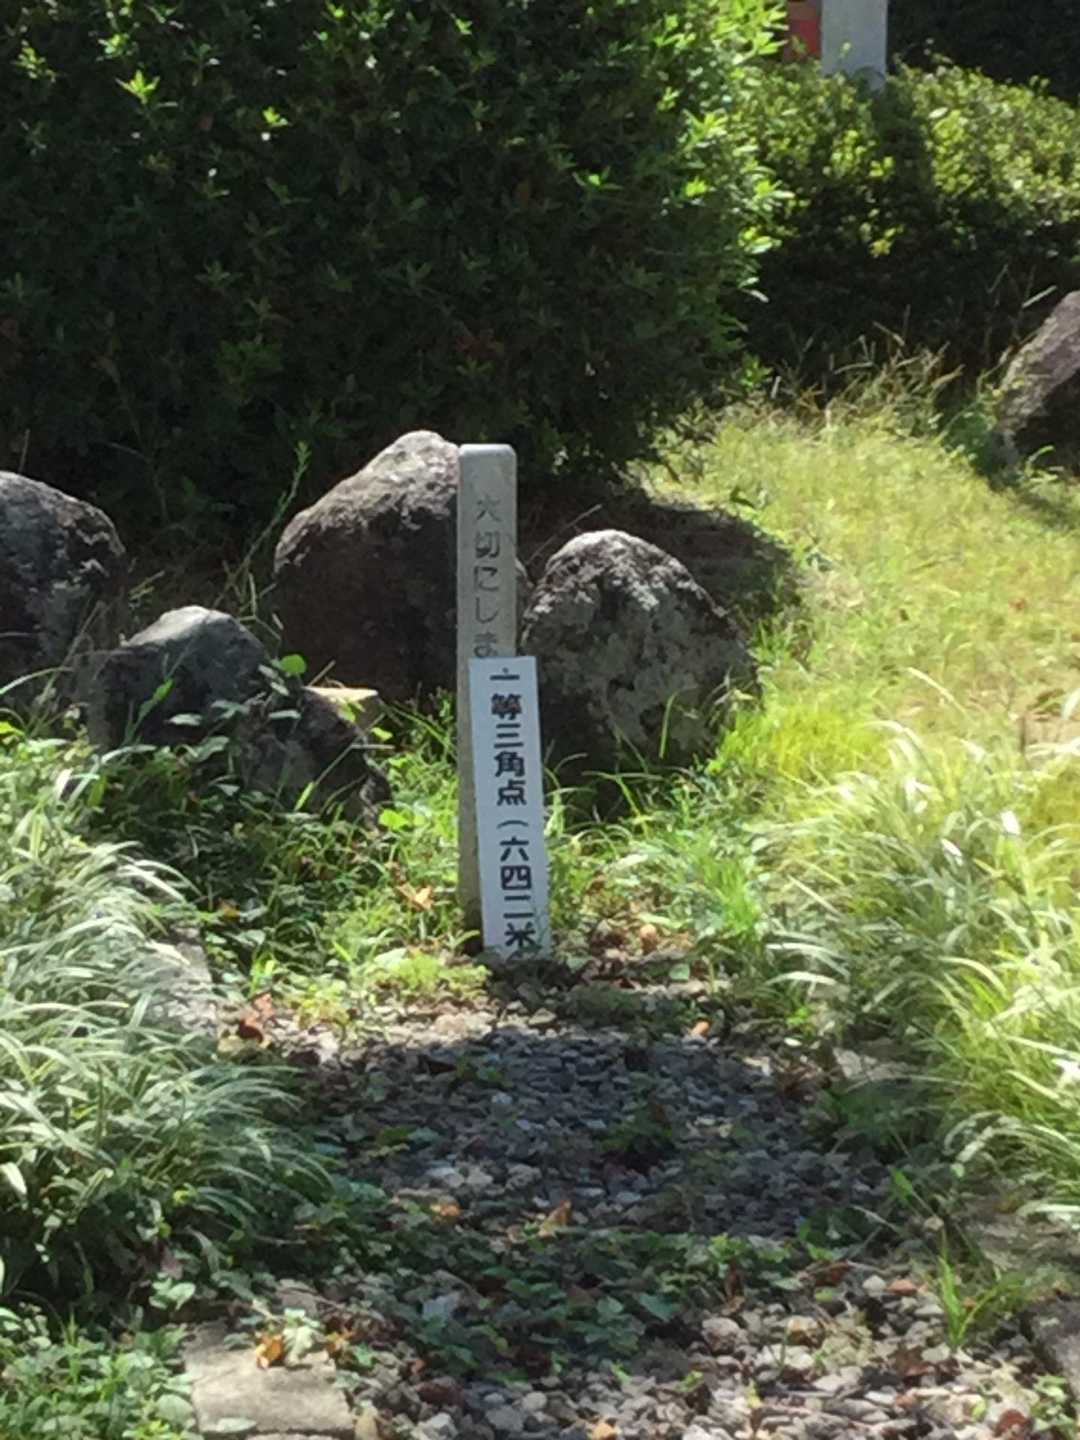 大切にしま
一等三角点(六四二米